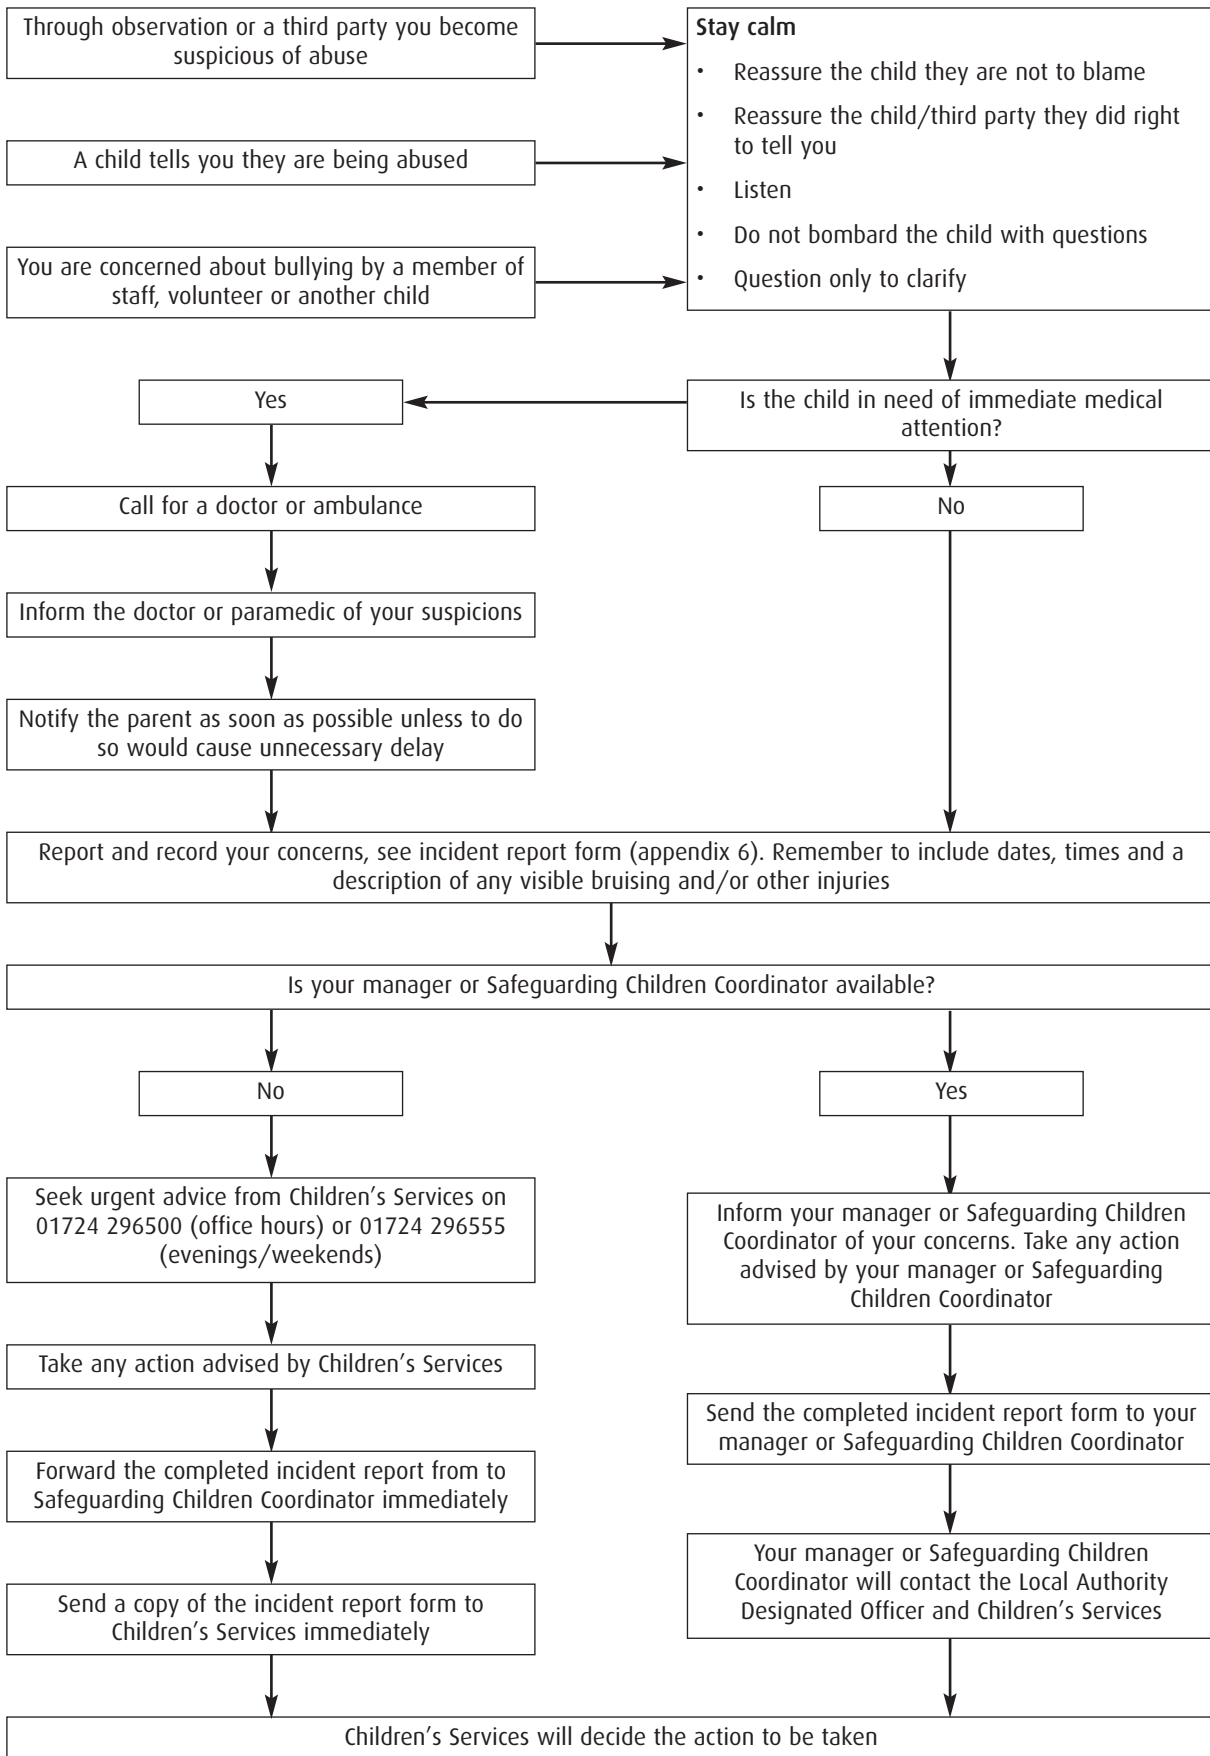 Through observation or a third party you become
suspicious of abuse
A child tells you they are being abused
You are concerned about bullying by a member of
staff, volunteer or another child
Stay calm
• Reassure the child they are not to blame
• Reassure the child/third party they did right
to tell you
• Listen
• Do not bombard the child with questions
• Question only to clarify
Is the child in need of immediate medical
attention?
Yes
No
Call for a doctor or ambulance
Inform the doctor or paramedic of your suspicions
Notify the parent as soon as possible unless to do
so would cause unnecessary delay
Report and record your concerns, see incident report form (appendix 6). Remember to include dates, times and a
description of any visible bruising and/or other injuries
Is your manager or Safeguarding Children Coordinator available?
No
Seek urgent advice from Children’s Services on
01724 296500 (office hours) or 01724 296555
(evenings/weekends)
Take any action advised by Children’s Services
Forward the completed incident report from to
Safeguarding Children Coordinator immediately
Send a copy of the incident report form to
Children’s Services immediately
Yes
Inform your manager or Safeguarding Children
Coordinator of your concerns. Take any action
advised by your manager or Safeguarding
Children Coordinator
Send the completed incident report form to your
manager or Safeguarding Children Coordinator
Your manager or Safeguarding Children
Coordinator will contact the Local Authority
Designated Officer and Children’s Services
Children’s Services will decide the action to be taken